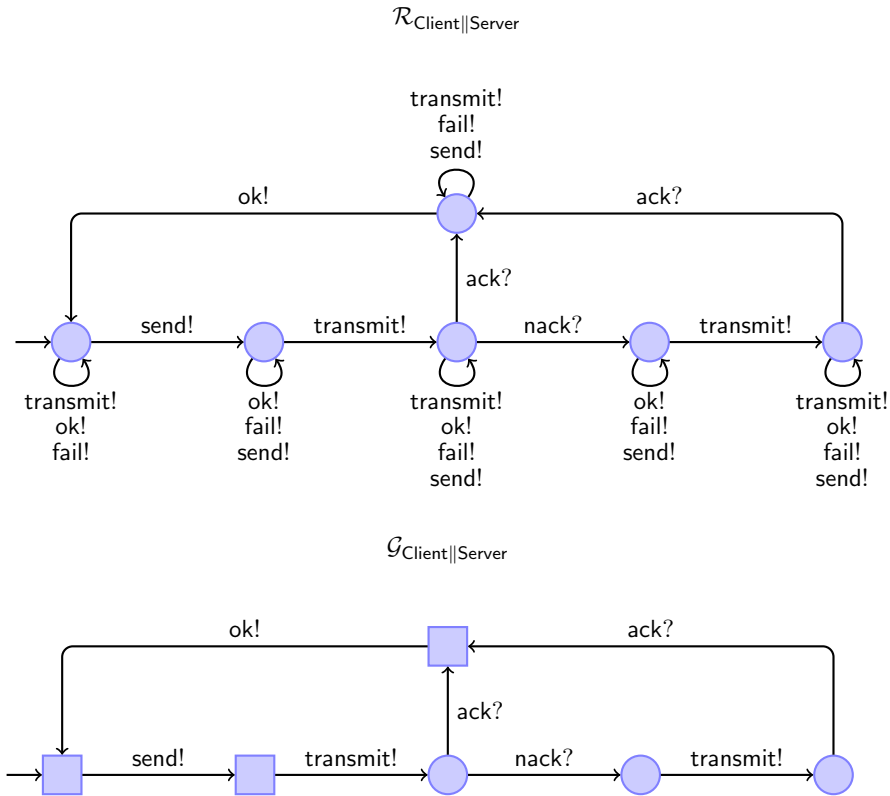 ℛ_Client∥Server
transmit!
fail!
send!
ok!
ack?
ack?
send!
transmit!
nack?
transmit!
transmit!
ok!
fail!
ok!
fail!
send!
transmit!
ok!
fail!
send!
ok!
fail!
send!
transmit!
ok!
fail!
send!
𝒢_Client∥Server
ok!
ack?
ack?
send!
transmit!
nack?
transmit!